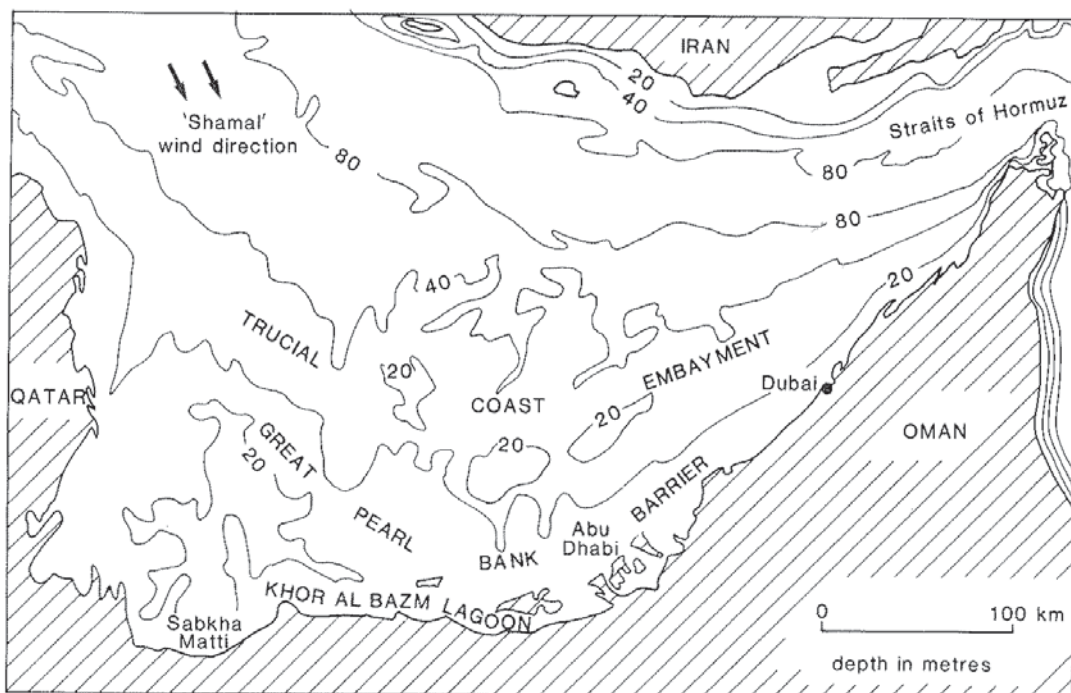 IRAN
20
40
'Shamal'
wind direction
Straits of Hormuz
80
80
80
40
20
TRUCIAL
20
EMBAYMENT
Dubai
QATAR
COAST
20
OMAN
GREAT
20
20
BARRIER
PEARL
Abu
Dhabi
BANK
KHOR AL BAZM LAGOON
Sabkha
Matti
0 100 km
depth in metres